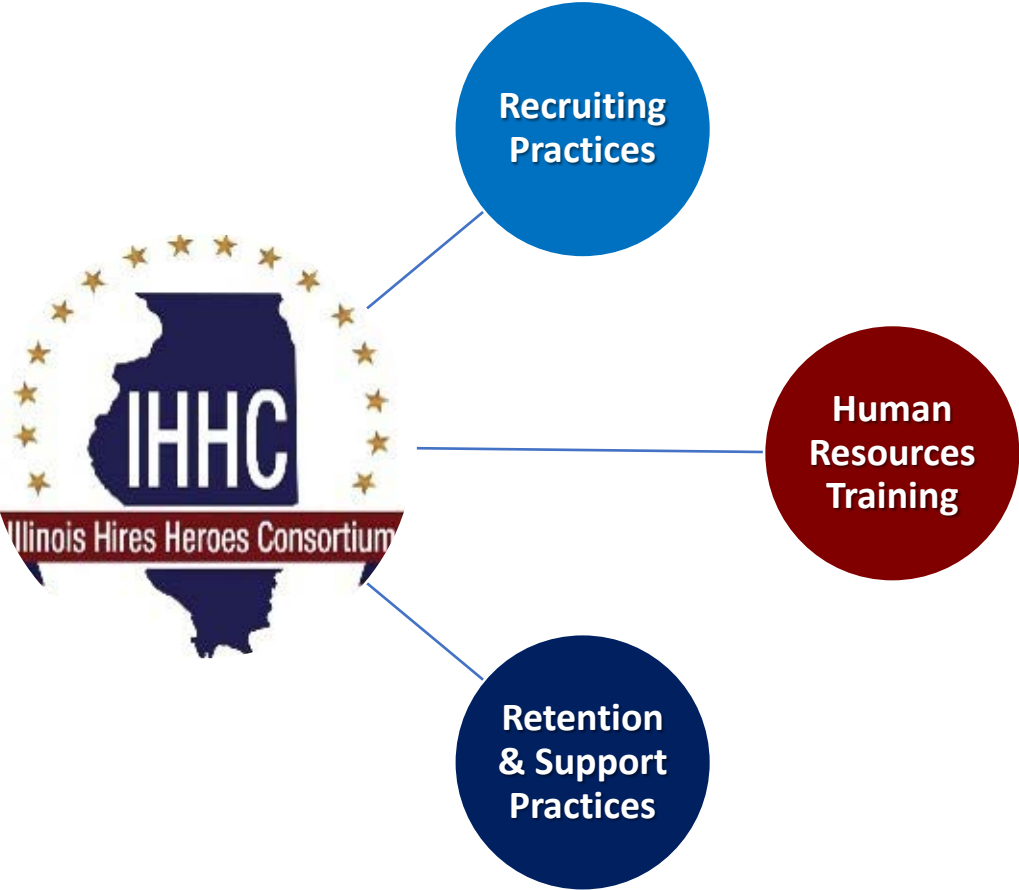 Recruiting
Practices
IHHC
Illinois Hires Heroes Consortium
Human
Resources
Training
Retention
& Support
Practices